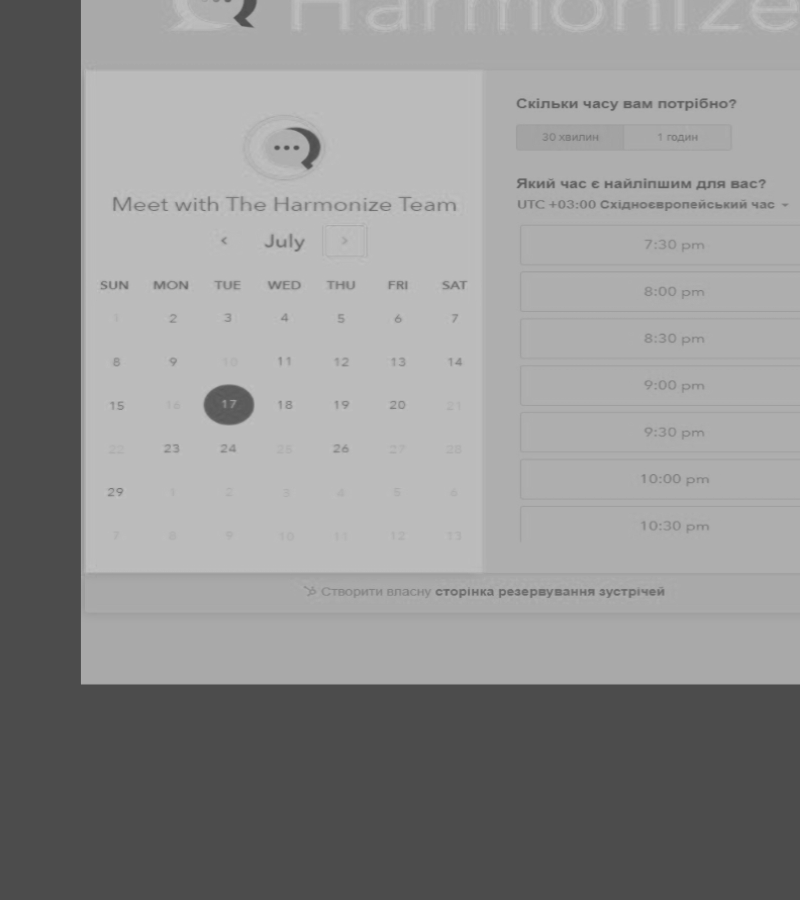 Harmonize
Meet with The Harmonize Team
‹ July ›
SUN MON TUE WED THU FRI SAT
1 2 3 4 5 6 7
8 9 10 11 12 13 14
15 16 17 18 19 20 21
22 23 24 25 26 27 28
29 1 2 3 4 5 6
7 8 9 10 11 12 13
Скільки часу вам потрібно?
30 хвилин 1 годин
Який час є найліпшим для вас?
UTC +03:00 Східноєвропейський час
7:30 pm
8:00 pm
8:30 pm
9:00 pm
9:30 pm
10:00 pm
10:30 pm
Створити власну сторінка резервування зустрічей